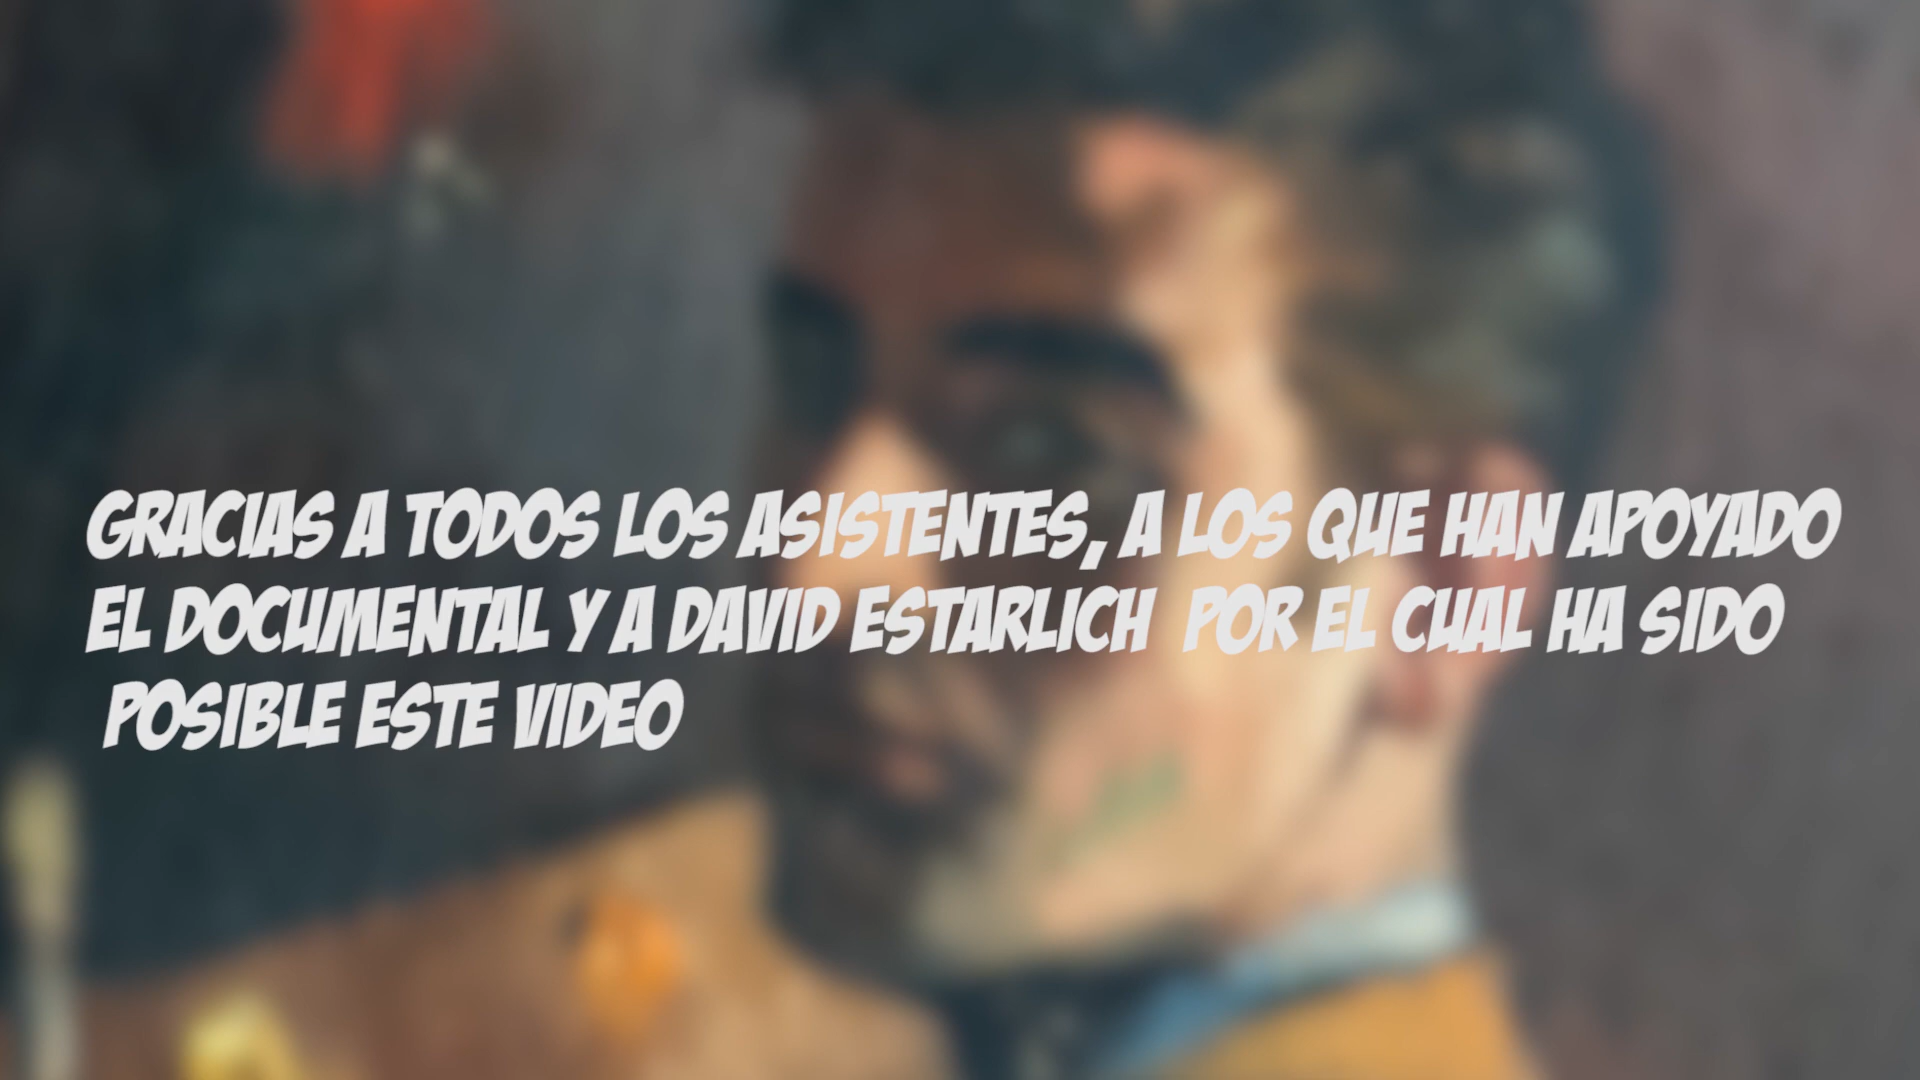 GRACIAS A TODOS LOS ASISTENTES, A LOS QUE HAN APOYADO
EL DOCUMENTAL Y A DAVID ESTARLICH POR EL CUAL HA SIDO
POSIBLE ESTE VIDEO